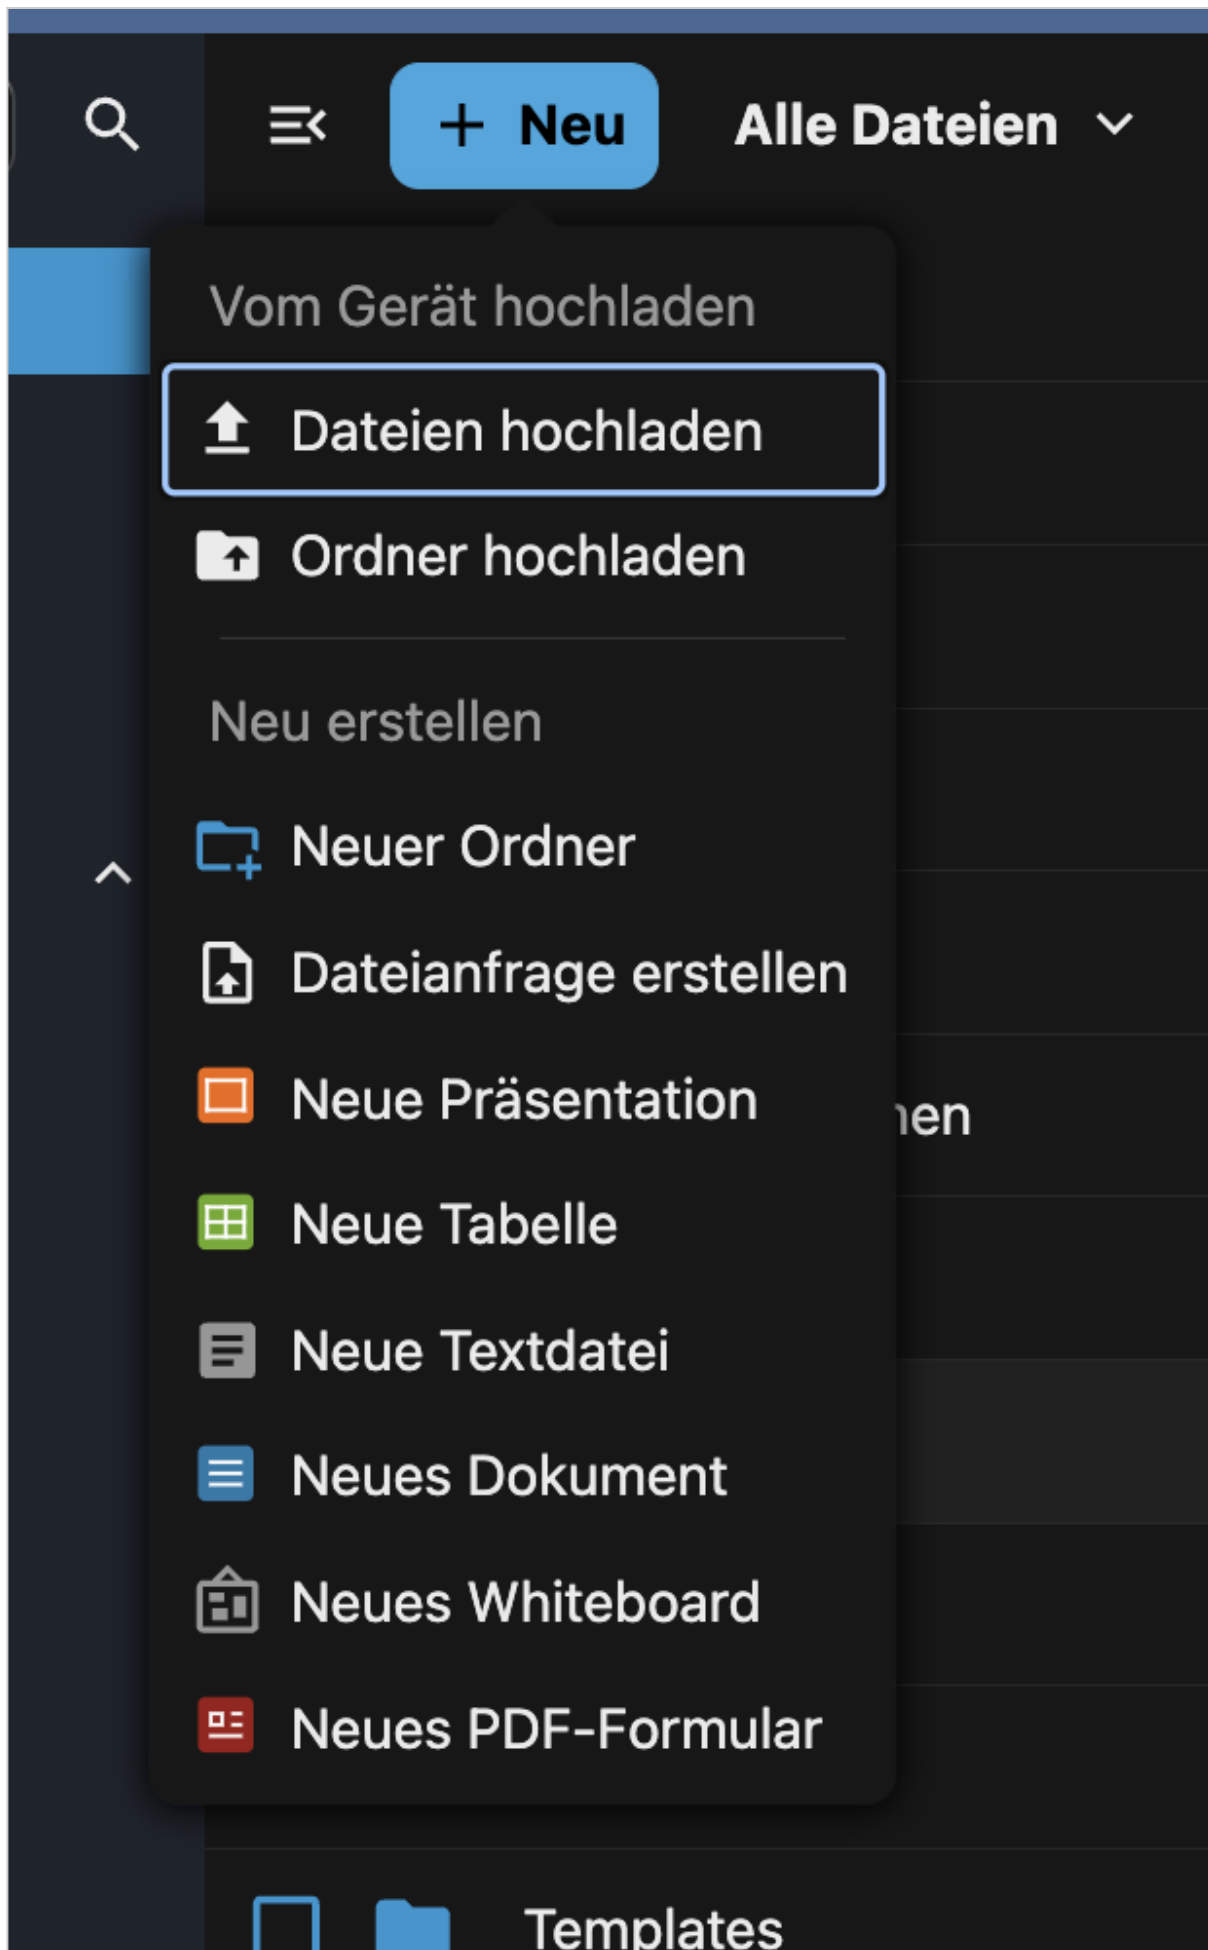 + Neu
Alle Dateien
Vom Gerät hochladen
Dateien hochladen
Ordner hochladen
Neu erstellen
Neuer Ordner
Dateianfrage erstellen
Neue Präsentation
Neue Tabelle
Neue Textdatei
Neues Dokument
Neues Whiteboard
Neues PDF-Formular
Templates